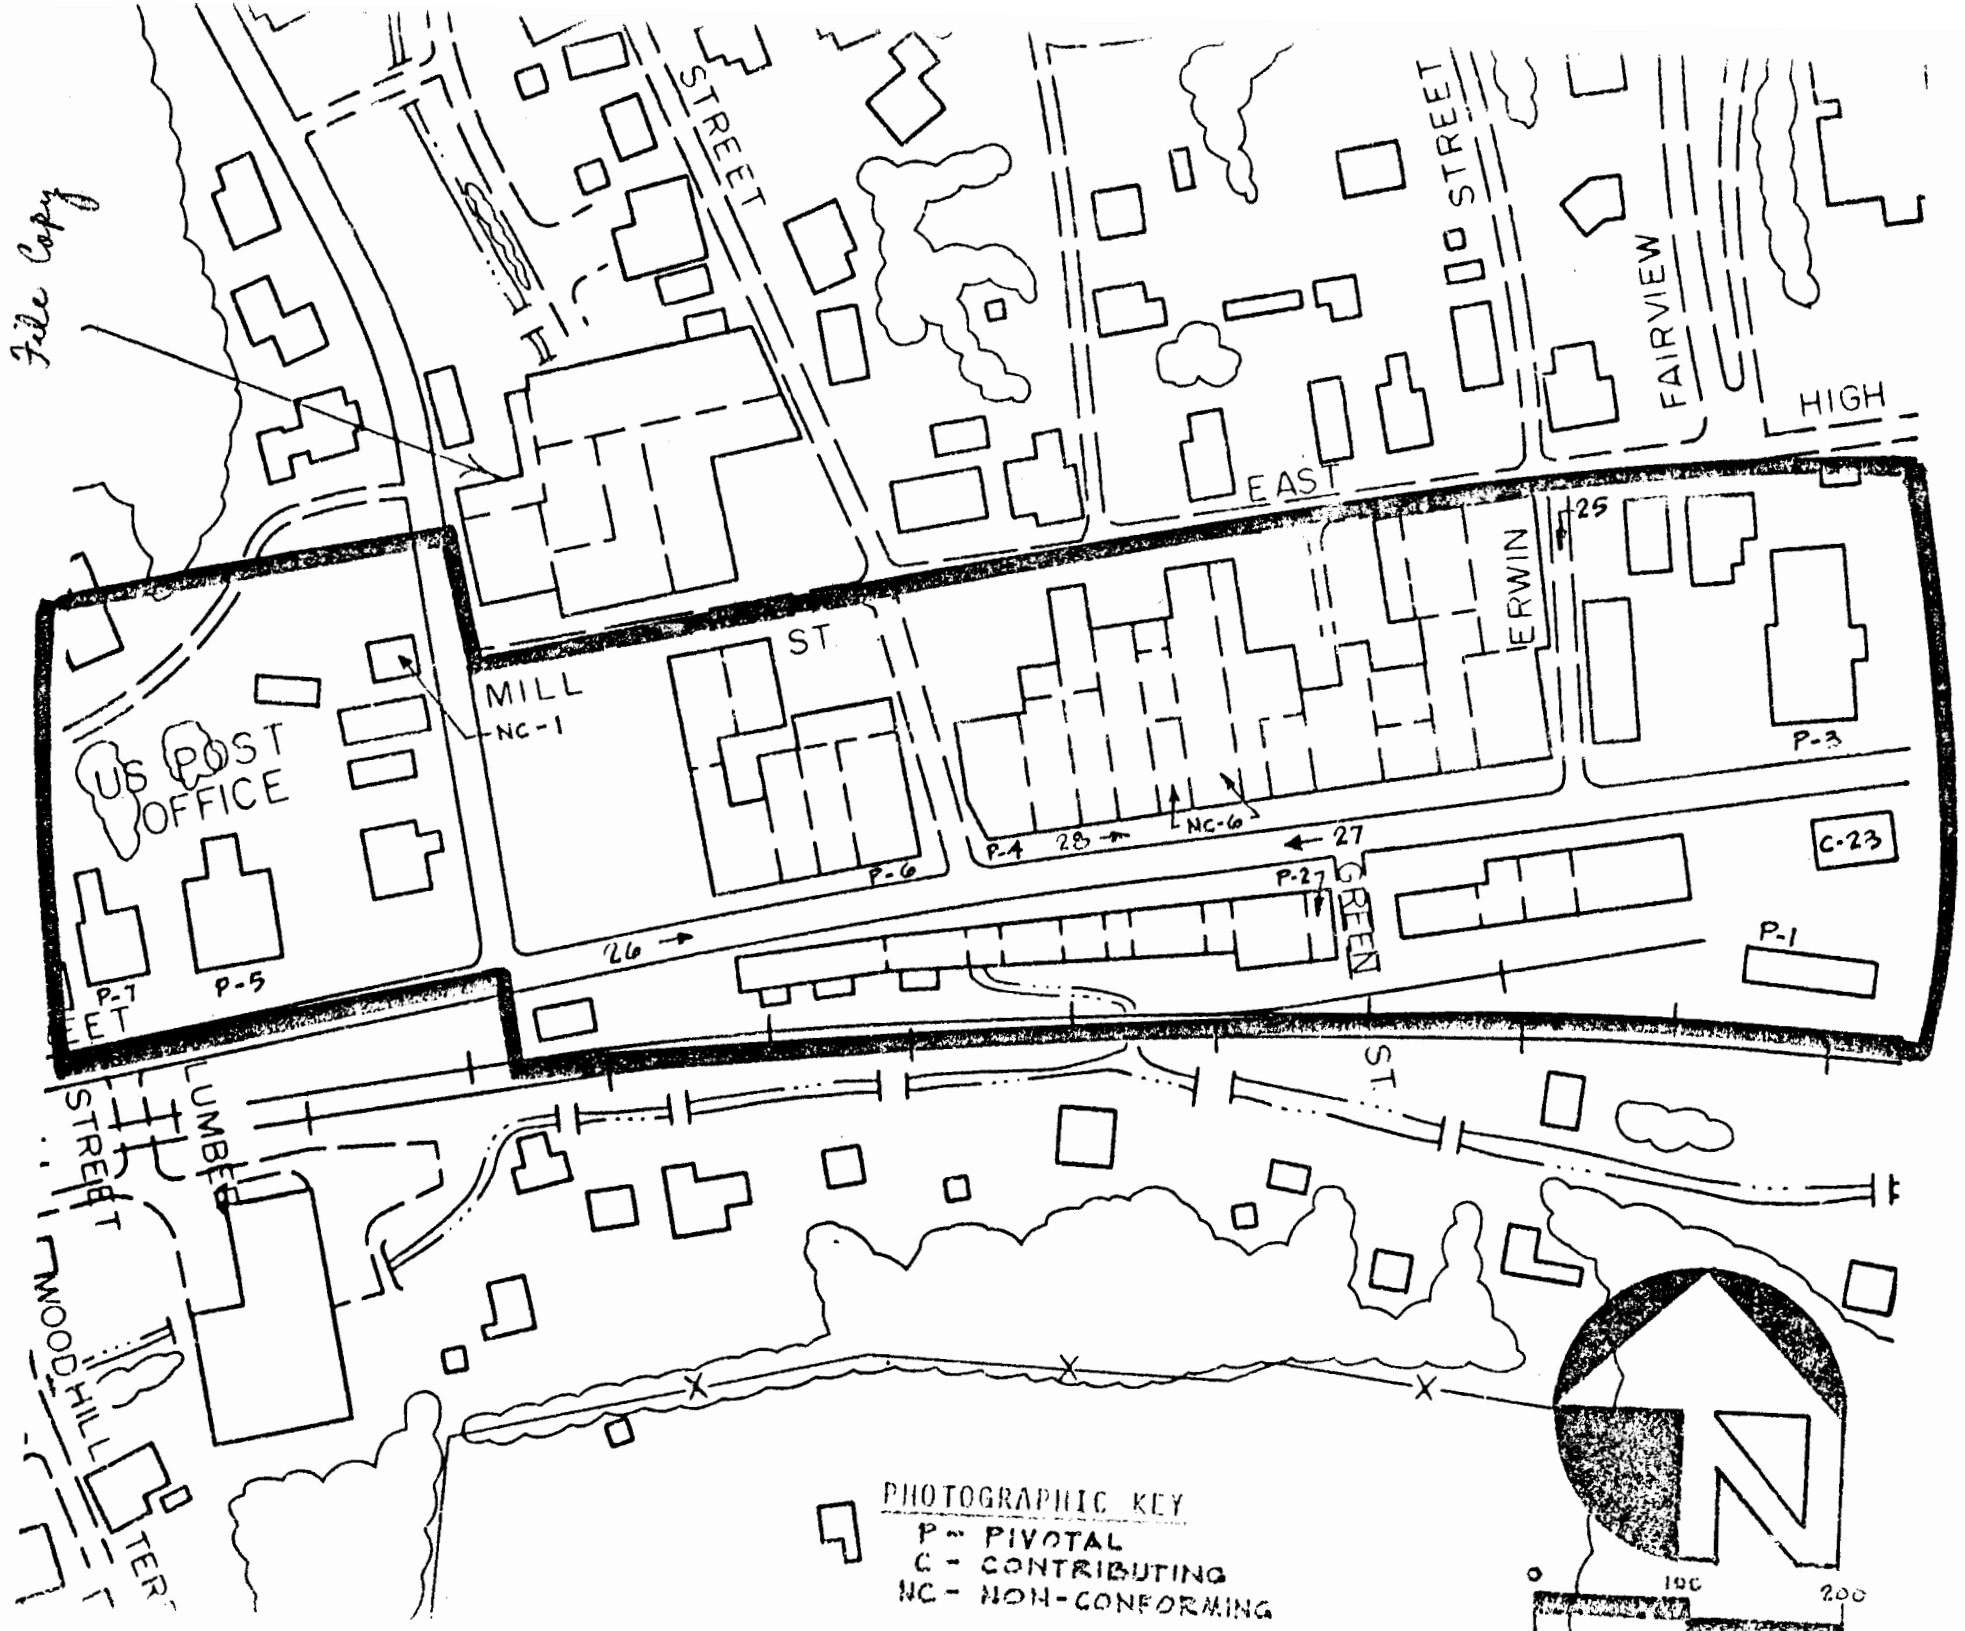 STREET
STREET
File Copy
FAIRVIEW
HIGH
EAST
25
ERWIN
ST.
MILL
NC-1
US POST
OFFICE
P-3
P-4
28
NC-6
27
C-23
P-6
P-27
GREEN
26
P-1
P-7
P-5
EET
ST.
STREET
LUMBER
WOODHILL
TER
N
PHOTOGRAPHIC KEY
P - PIVOTAL
C - CONTRIBUTING
NC - NON-CONFORMING
0
100
200